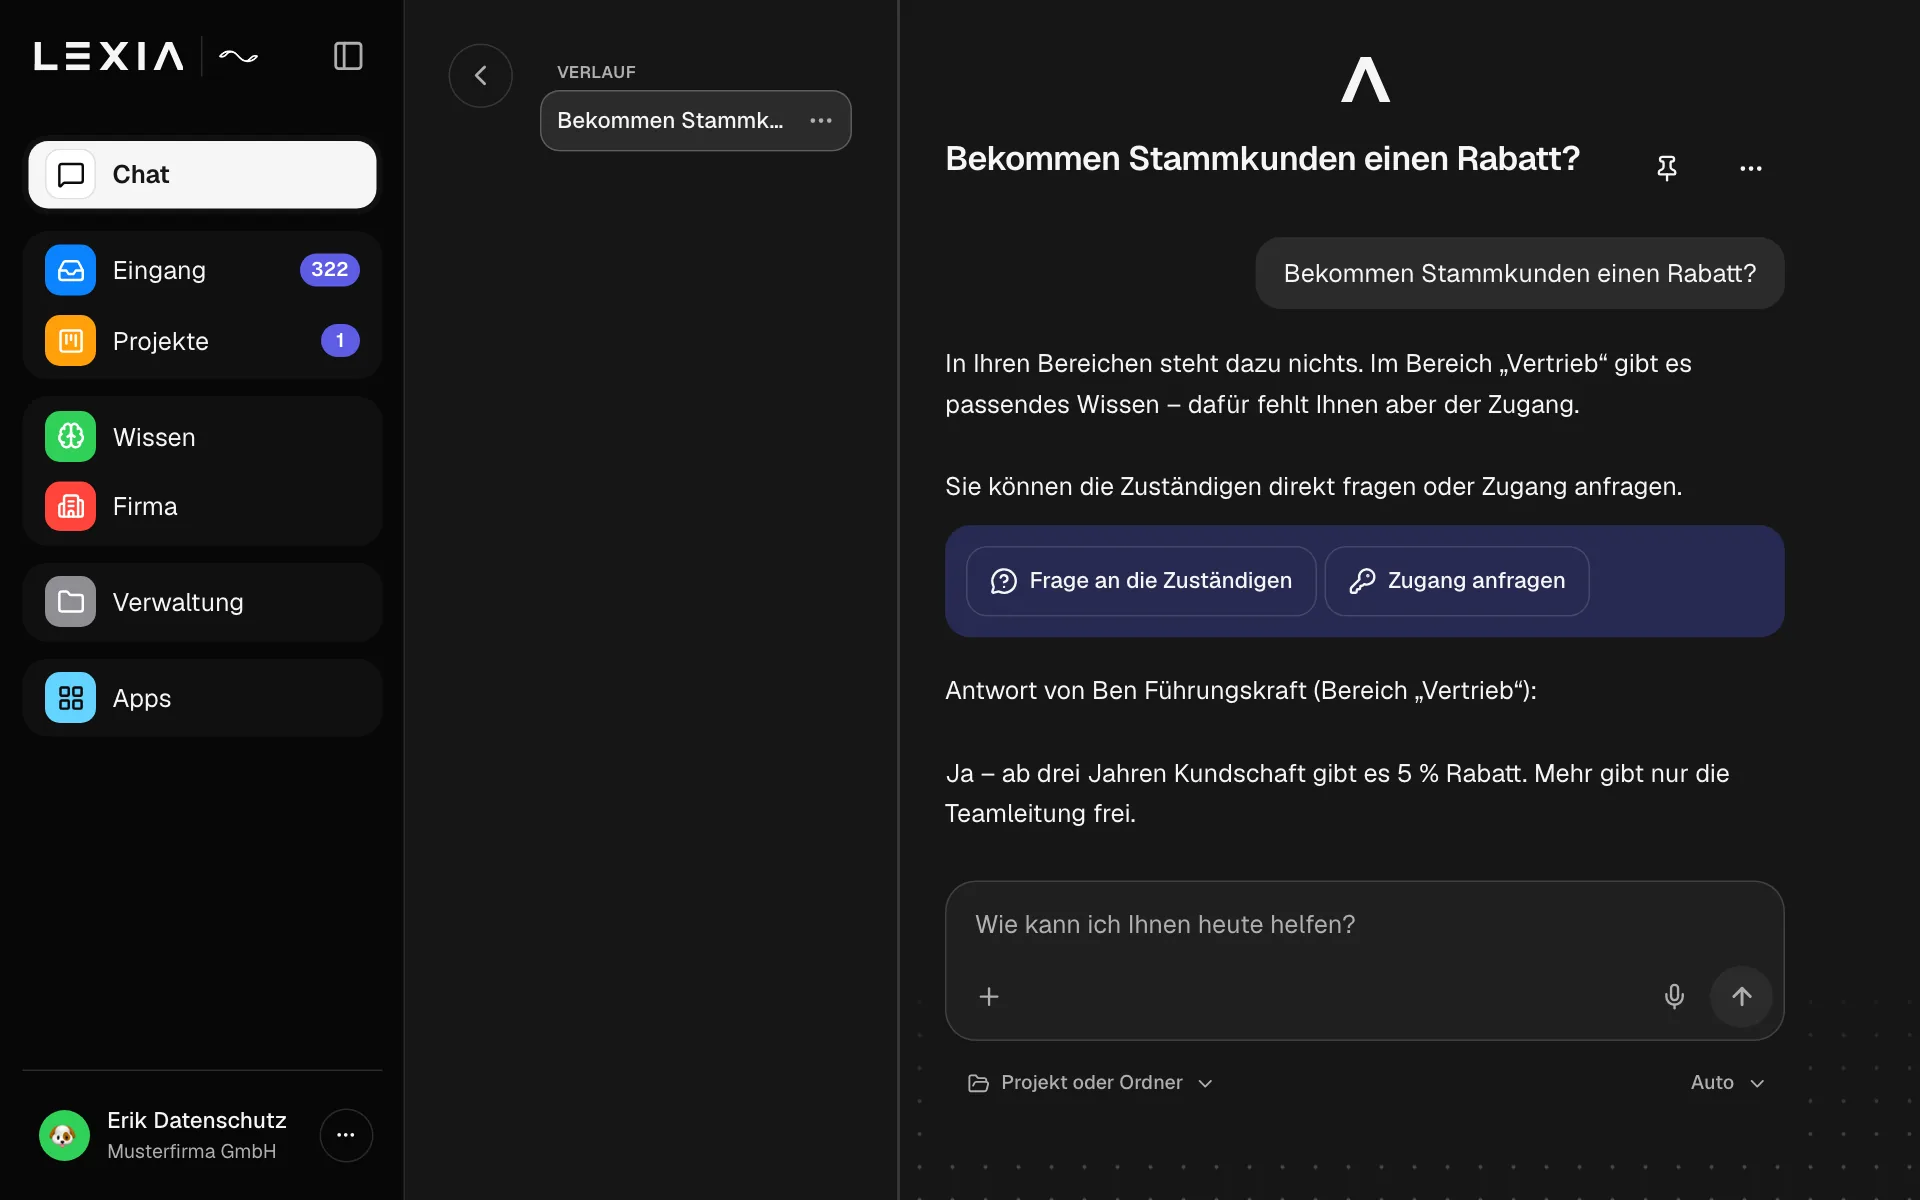 LEXIA
Chat
Eingang
322
Projekte
1
Wissen
Firma
Verwaltung
Apps
Erik Datenschutz
Musterfirma GmbH
VERLAUF
Bekommen Stammk...
Bekommen Stammkunden einen Rabatt?
Bekommen Stammkunden einen Rabatt?
In Ihren Bereichen steht dazu nichts. Im Bereich „Vertrieb“ gibt es
passendes Wissen – dafür fehlt Ihnen aber der Zugang.
Sie können die Zuständigen direkt fragen oder Zugang anfragen.
Frage an die Zuständigen
Zugang anfragen
Antwort von Ben Führungskraft (Bereich „Vertrieb“):
Ja – ab drei Jahren Kundschaft gibt es 5 % Rabatt. Mehr gibt nur die
Teamleitung frei.
Wie kann ich Ihnen heute helfen?
Projekt oder Ordner
Auto